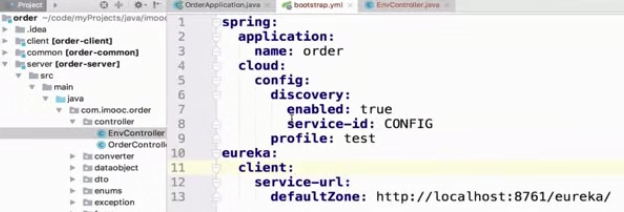 Project
OrderApplication.java
bootstrap.yml
EnvController.java
order ~/code/myProjects/java/imooc
.idea
client [order-client]
common [order-common]
server [order-server]
src
main
java
com.imooc.order
controller
EnvController
OrderControll
converter
dataobject
dto
enums
exception
1 spring:
2 application:
3 name: order
4 cloud:
5 config:
6 discovery:
7 enabled: true
8 service-id: CONFIG
9 profile: test
10 eureka:
11 client:
12 service-url:
13 defaultZone: http://localhost:8761/eureka/